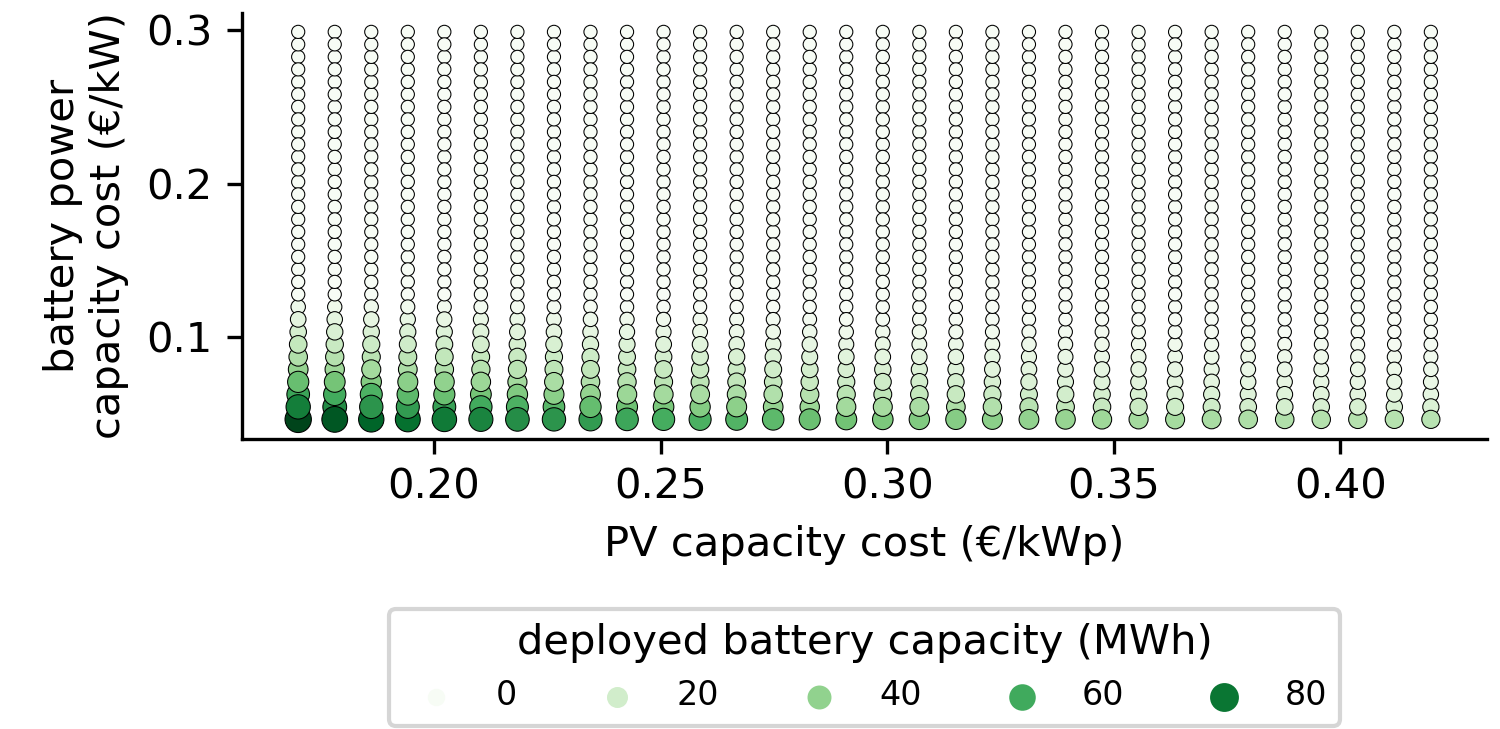 battery power
capacity cost (€/kW)
0.3
0.2
0.1
0.20 0.25 0.30 0.35 0.40
PV capacity cost (€/kWp)
deployed battery capacity (MWh)
0 20 40 60 80